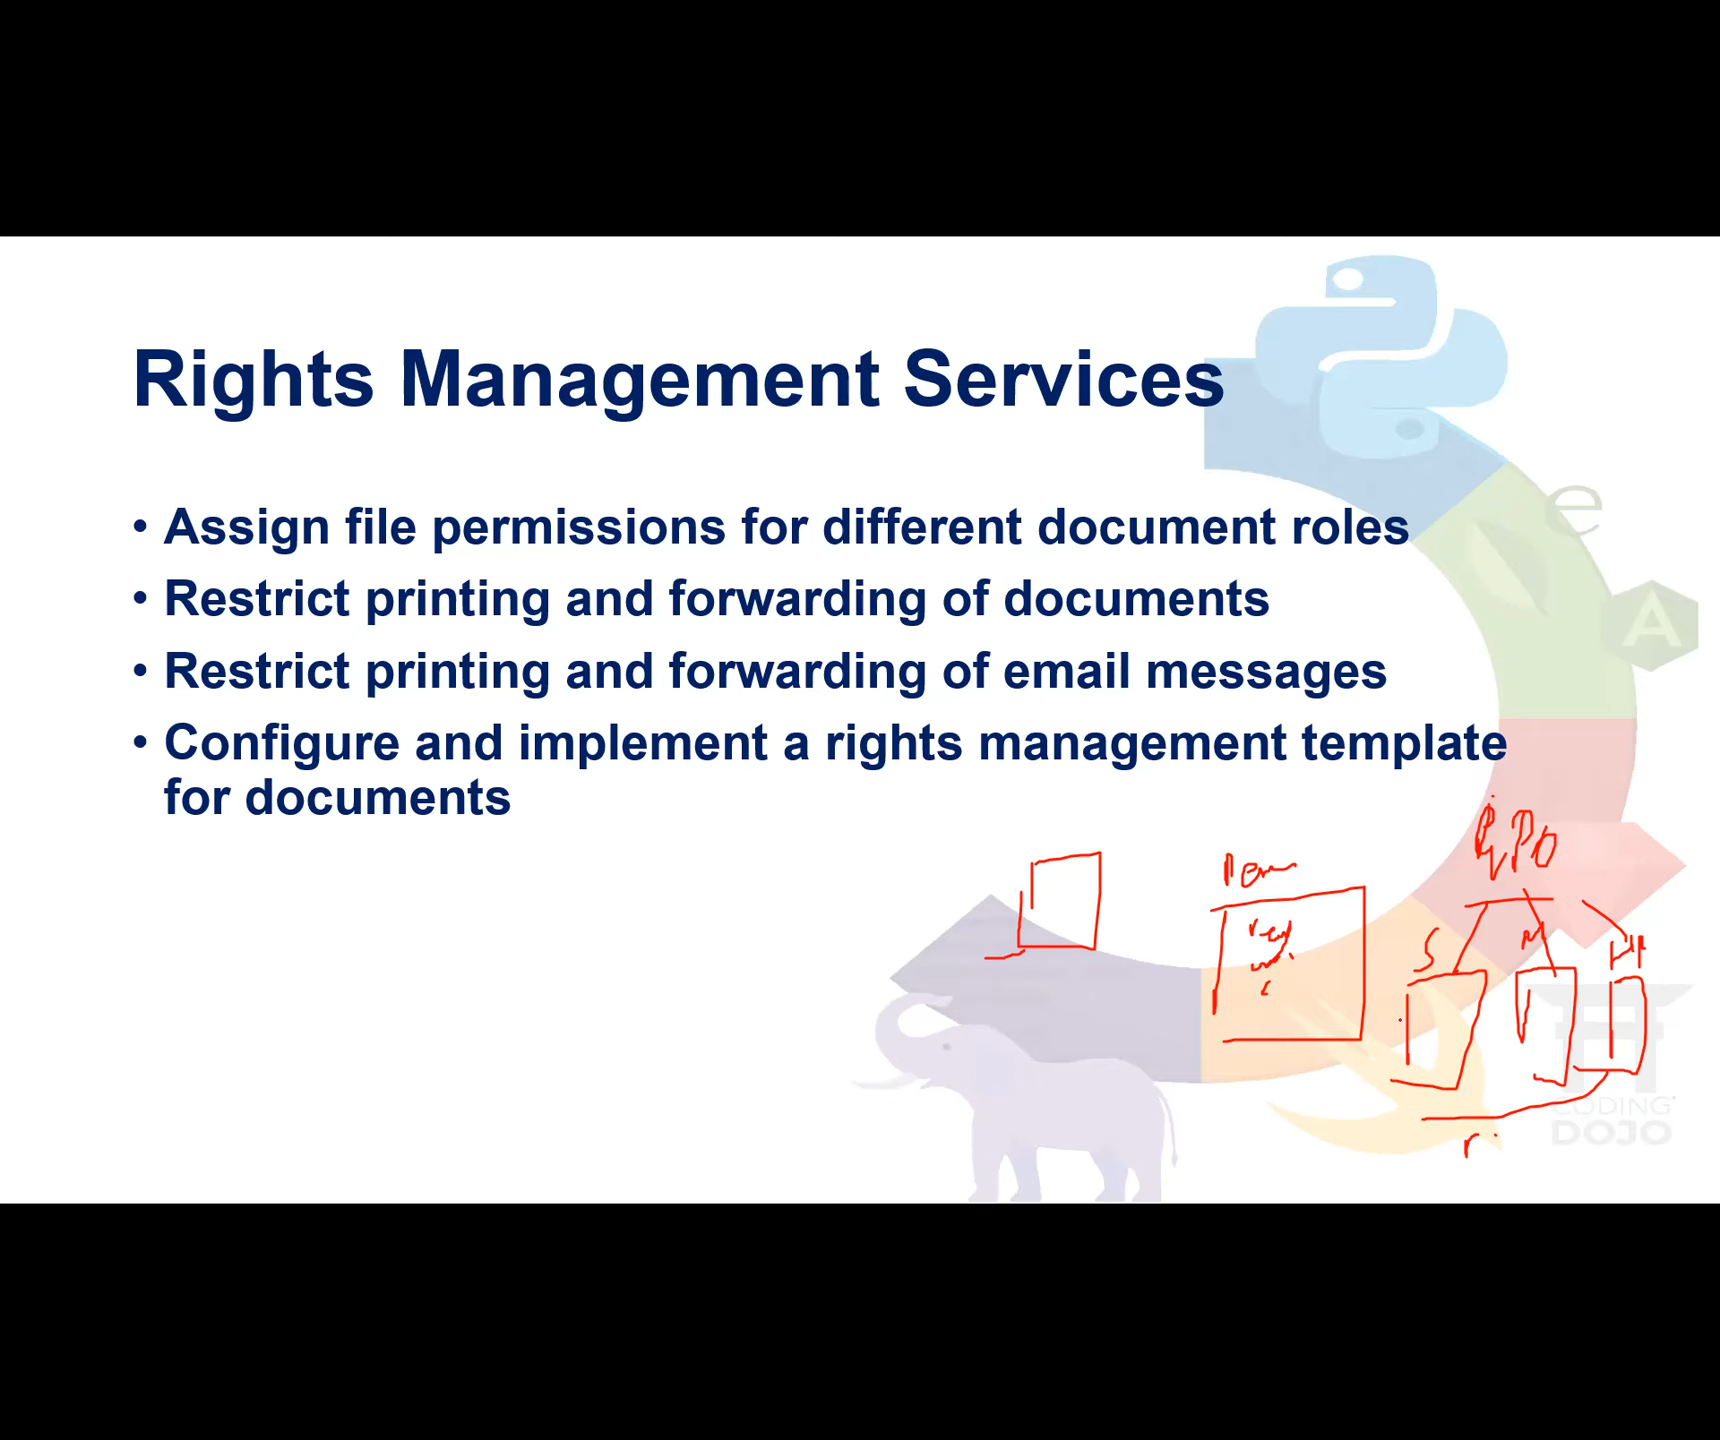 Rights Management Services
• Assign file permissions for different document roles
• Restrict printing and forwarding of documents
• Restrict printing and forwarding of email messages
• Configure and implement a rights management template
for documents
e
A
GPO
S
M
CODING
DOJO